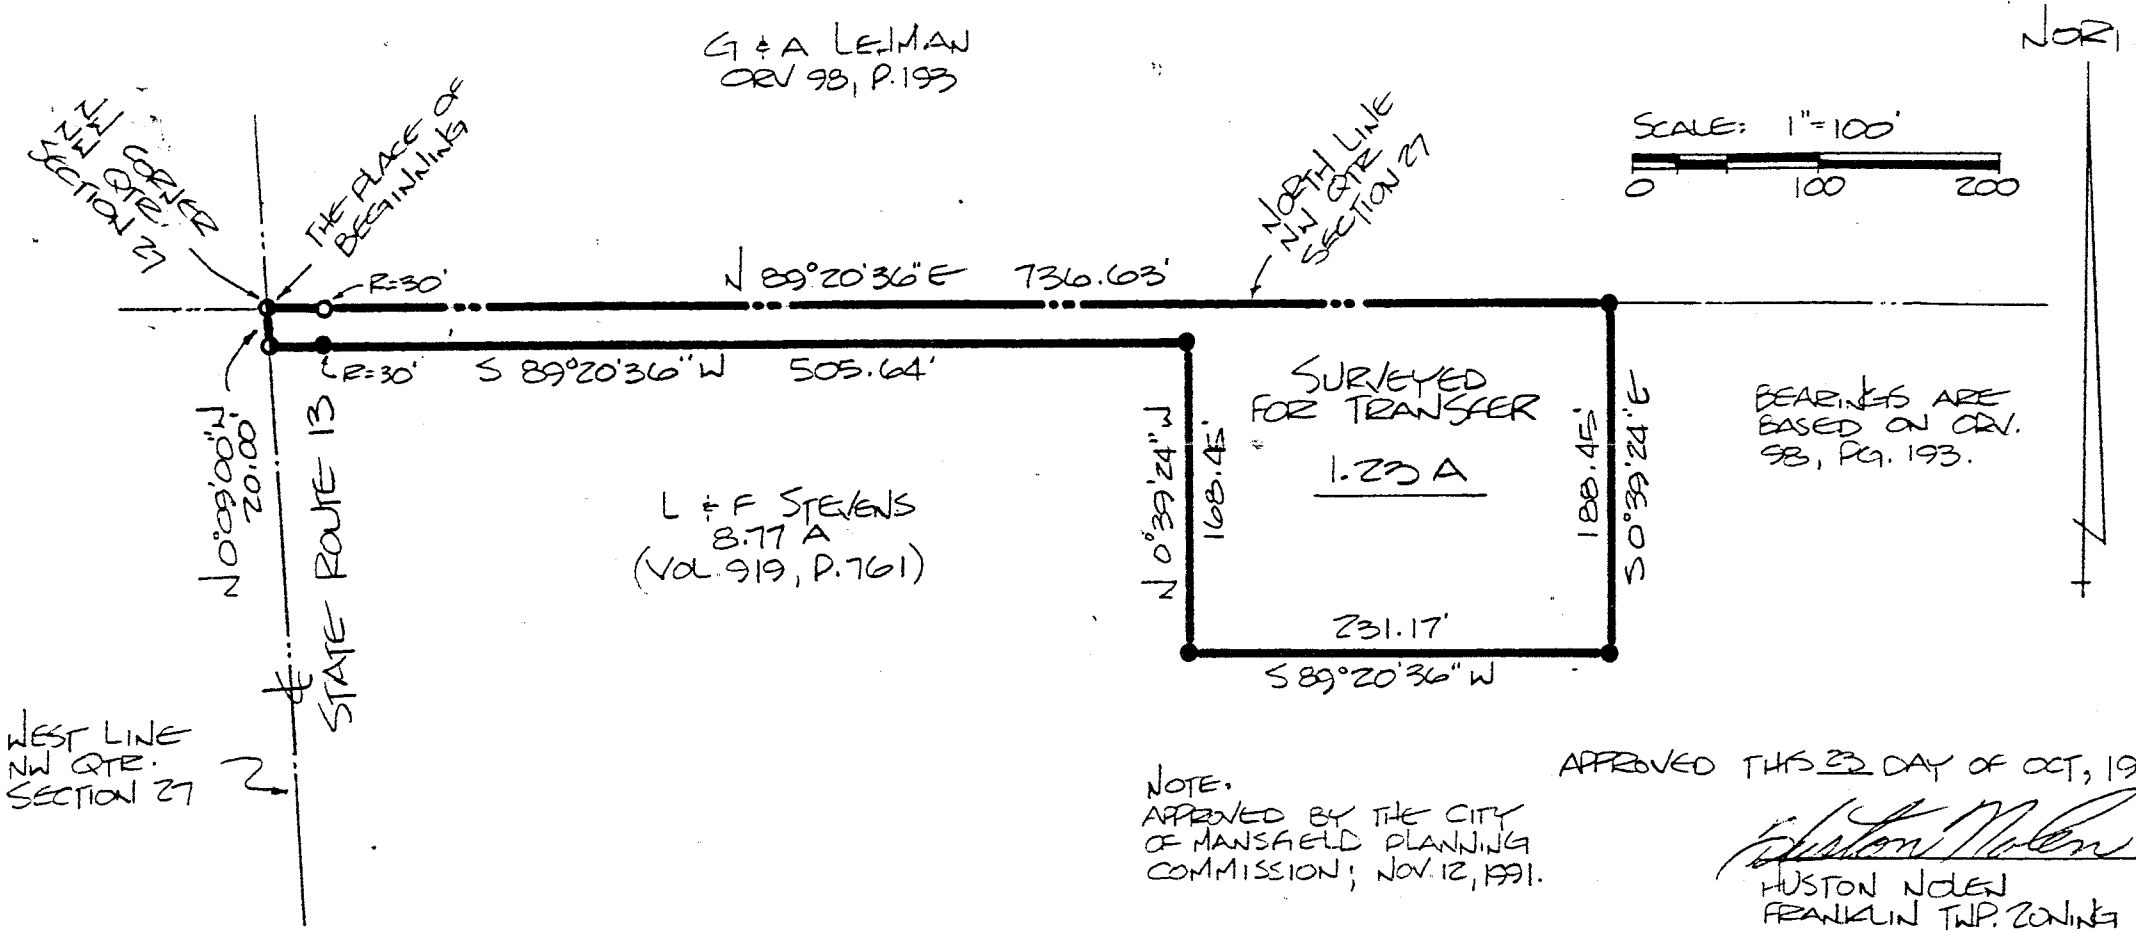 G & A LEHMAN
ORV 98, P.193
NW CORNER
NW QTR.
SECTION 27
THE PLACE OF
BEGINNING
NORTH LINE
NW QTR
SECTION 27
SCALE: 1"=100'
0 100 200
R=30'
N 89°20'36"E 736.63'
R=30'
S 89°20'36"W 505.64'
N 0°09'00"W
20.00'
STATE ROUTE 13
L & F STEVENS
8.77 A
(VOL. 919, P.761)
N 0°39'24"W
168.45'
SURVEYED
FOR TRANSFER
1.23 A
188.45'
S 0°39'24"E
BEARINGS ARE
BASED ON ORV.
98, PG. 193.
231.17'
S 89°20'36"W
WEST LINE
NW QTR.
SECTION 27
NOTE:
APPROVED BY THE CITY
OF MANSFIELD PLANNING
COMMISSION; NOV. 12, 1991.
APPROVED THIS 23 DAY OF OCT, 19
Huston Nolen
HUSTON NOLEN
FRANKLIN TWP. ZONING